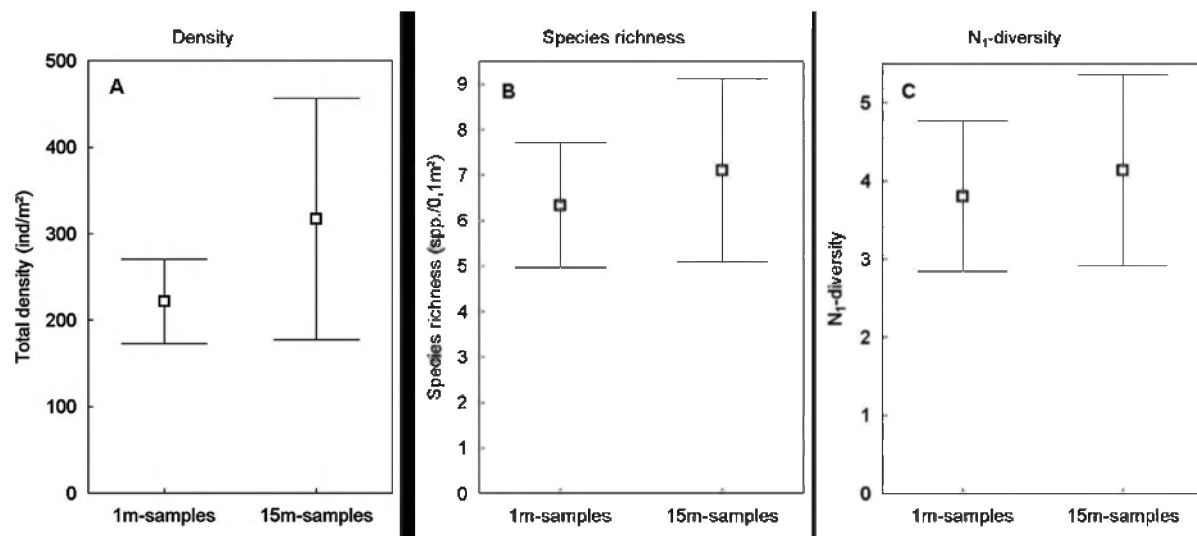 Density
A
500
400
300
200
100
0
Total density (ind/m²)
1m-samples 15m-samples
Species richness
B
9
8
7
6
5
4
3
2
1
0
Species richness (spp./0,1m²)
1m-samples 15m-samples
N₁-diversity
C
5
4
3
2
1
0
N₁-diversity
1m-samples 15m-samples